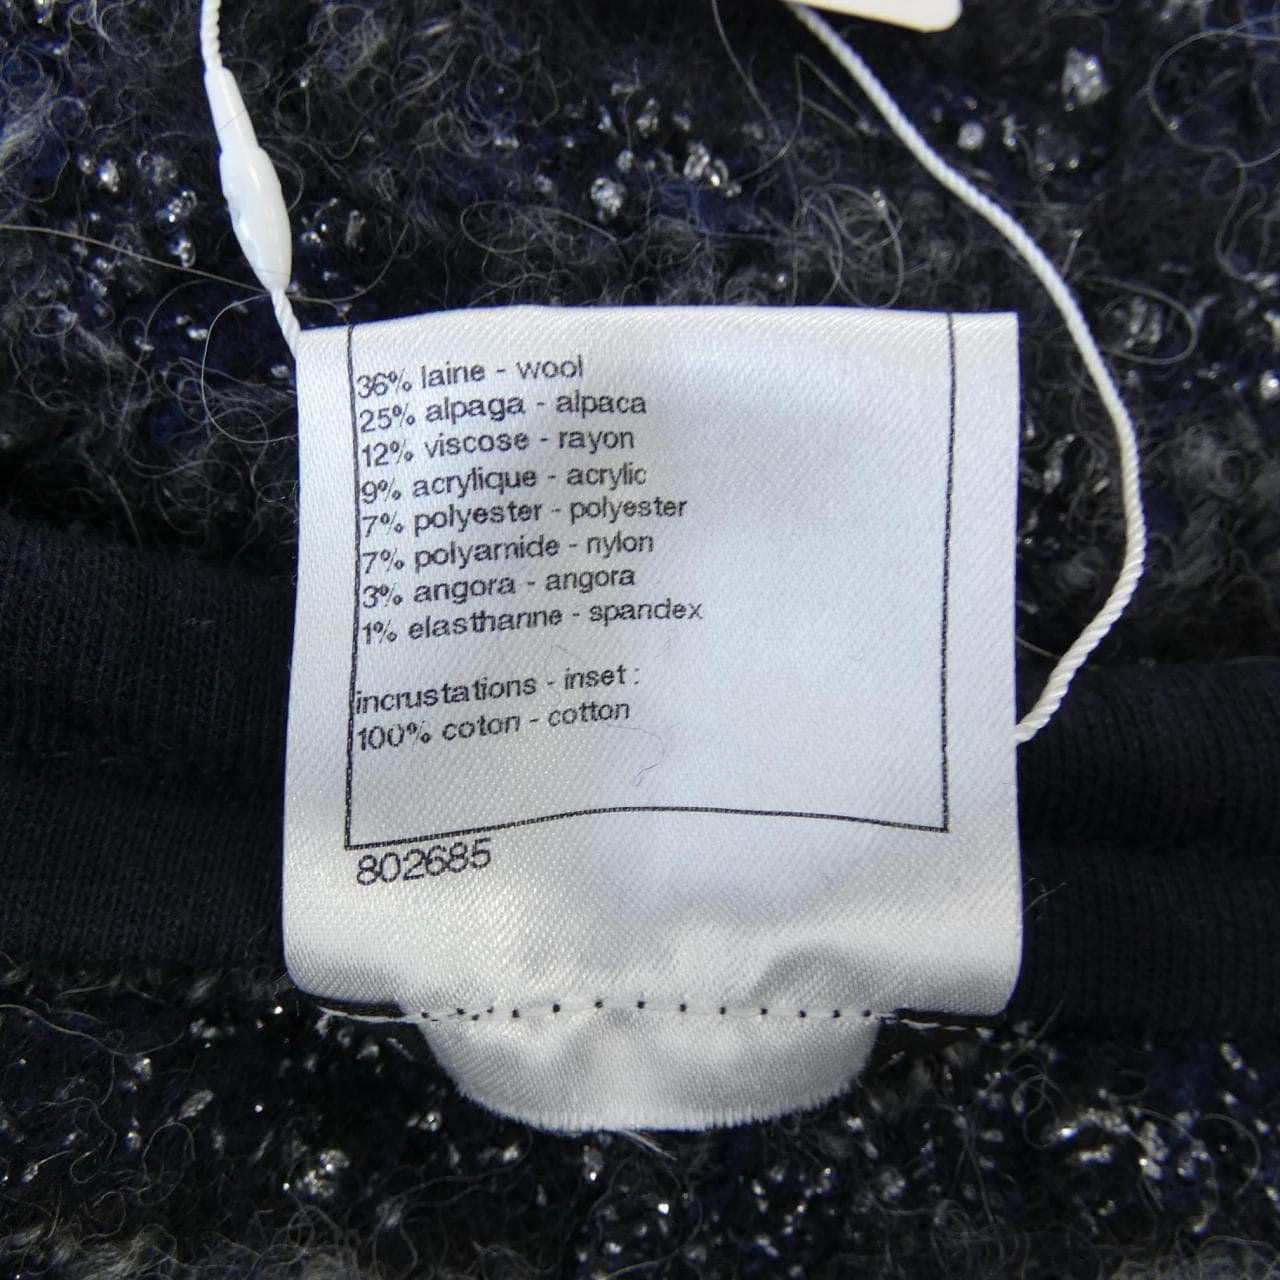 36% laine - wool
25% alpaga - alpaca
12% viscose - rayon
9% acrylique - acrylic
7% polyester - polyester
7% polyamide - nylon
3% angora - angora
1% elasthanne - spandex
incrustations - inset :
100% coton - cotton
802685